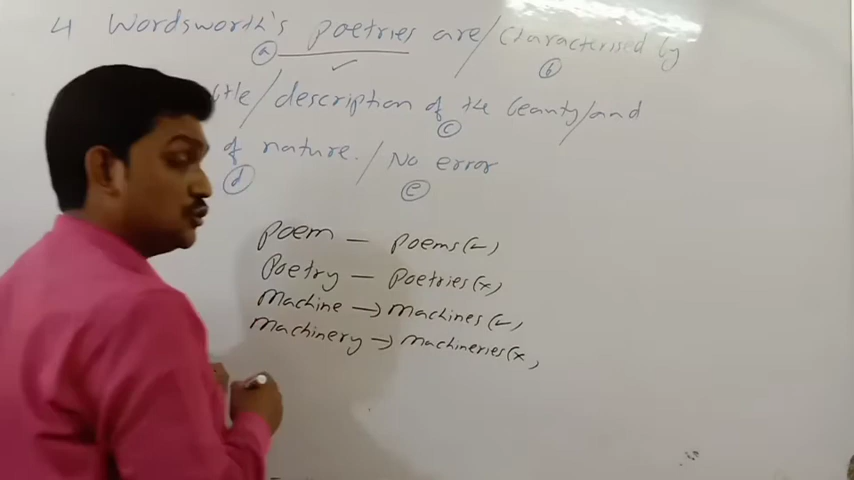 4 Wordsworth's poetries are/characterised by
ⓐ ✓ ⓑ
tle/description of the beauty/and
ⓒ
of nature./No error
ⓓ ⓔ
Poem — Poems(✓)
Poetry — Poetries(x)
Machine → Machines(✓)
Machinery → Machineries(x)